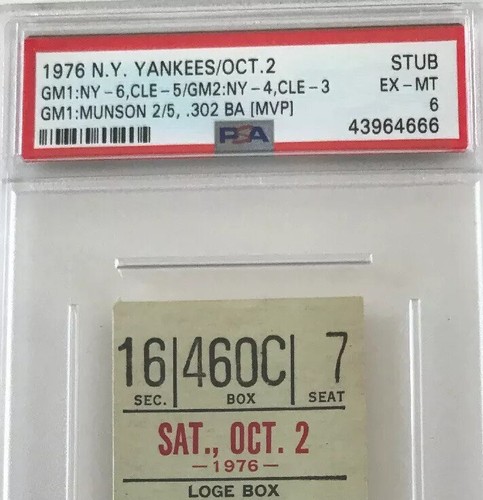 1976 N.Y. YANKEES/OCT.2 STUB
GM1:NY-6,CLE-5/GM2:NY-4,CLE-3 EX-MT
GM1:MUNSON 2/5, .302 BA [MVP] 6
PSA 43964666
16 460C 7
SEC. BOX SEAT
SAT., OCT. 2
-1976-
LOGE BOX